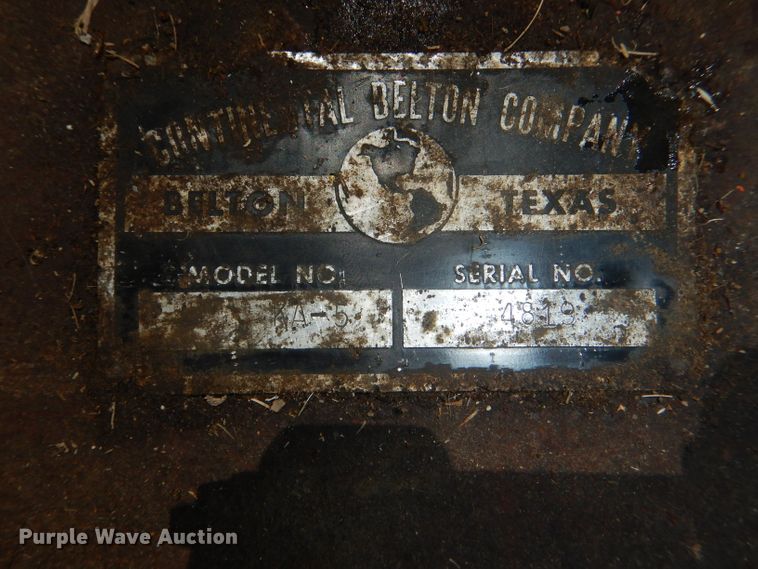 CONTINENTAL BELTON COMPANY
BELTON TEXAS
MODEL NO. SERIAL NO.
KA-5 4819
Purple Wave Auction